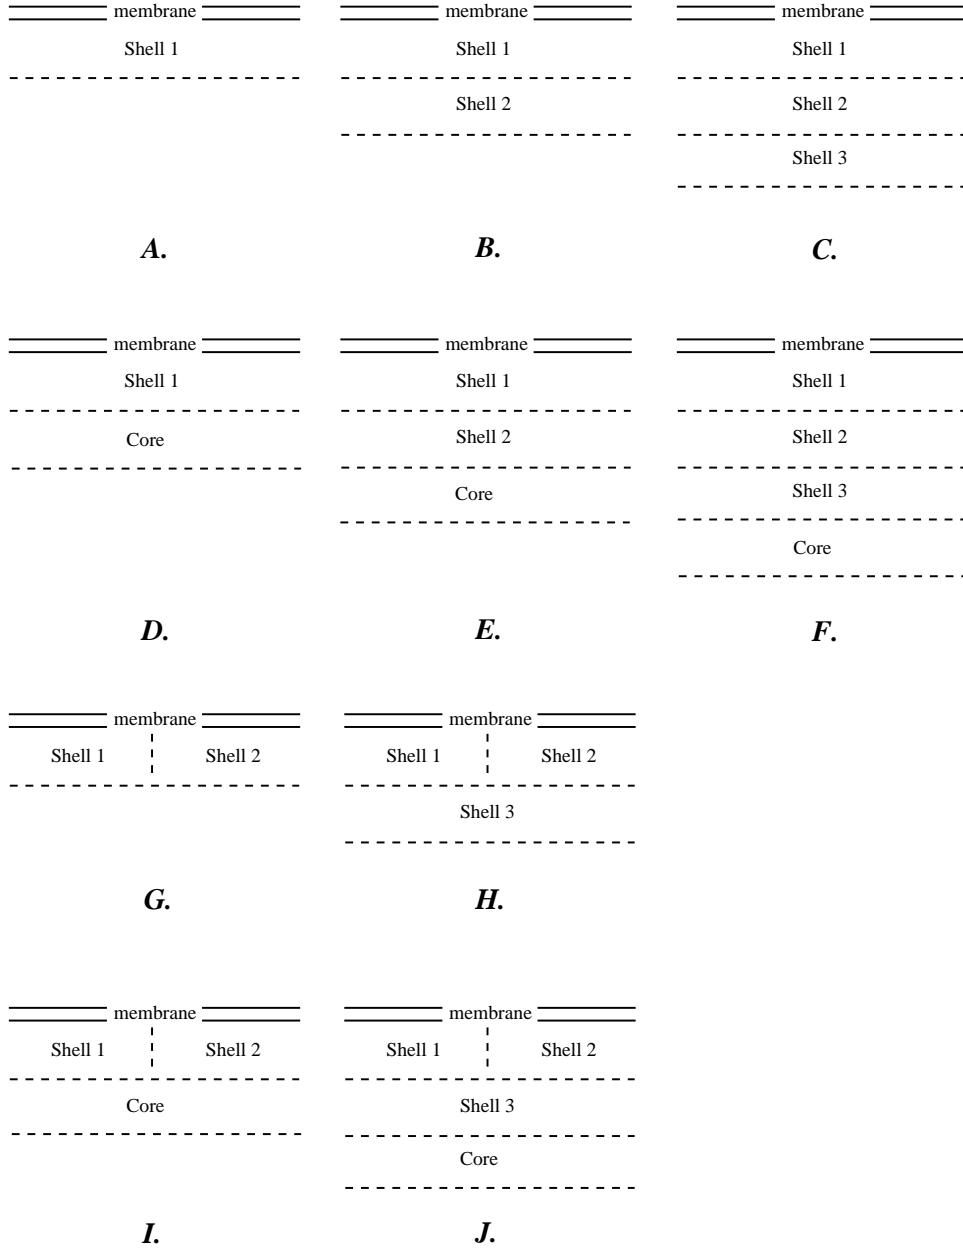 membrane membrane membrane
Shell 1 Shell 1 Shell 1
Shell 2 Shell 2
Shell 3
A. B. C.
membrane membrane membrane
Shell 1 Shell 1 Shell 1
Core Shell 2 Shell 2
Core Shell 3
Core
D. E. F.
membrane membrane
Shell 1 Shell 2 Shell 1 Shell 2
Shell 3
G. H.
membrane membrane
Shell 1 Shell 2 Shell 1 Shell 2
Core Shell 3
Core
I. J.